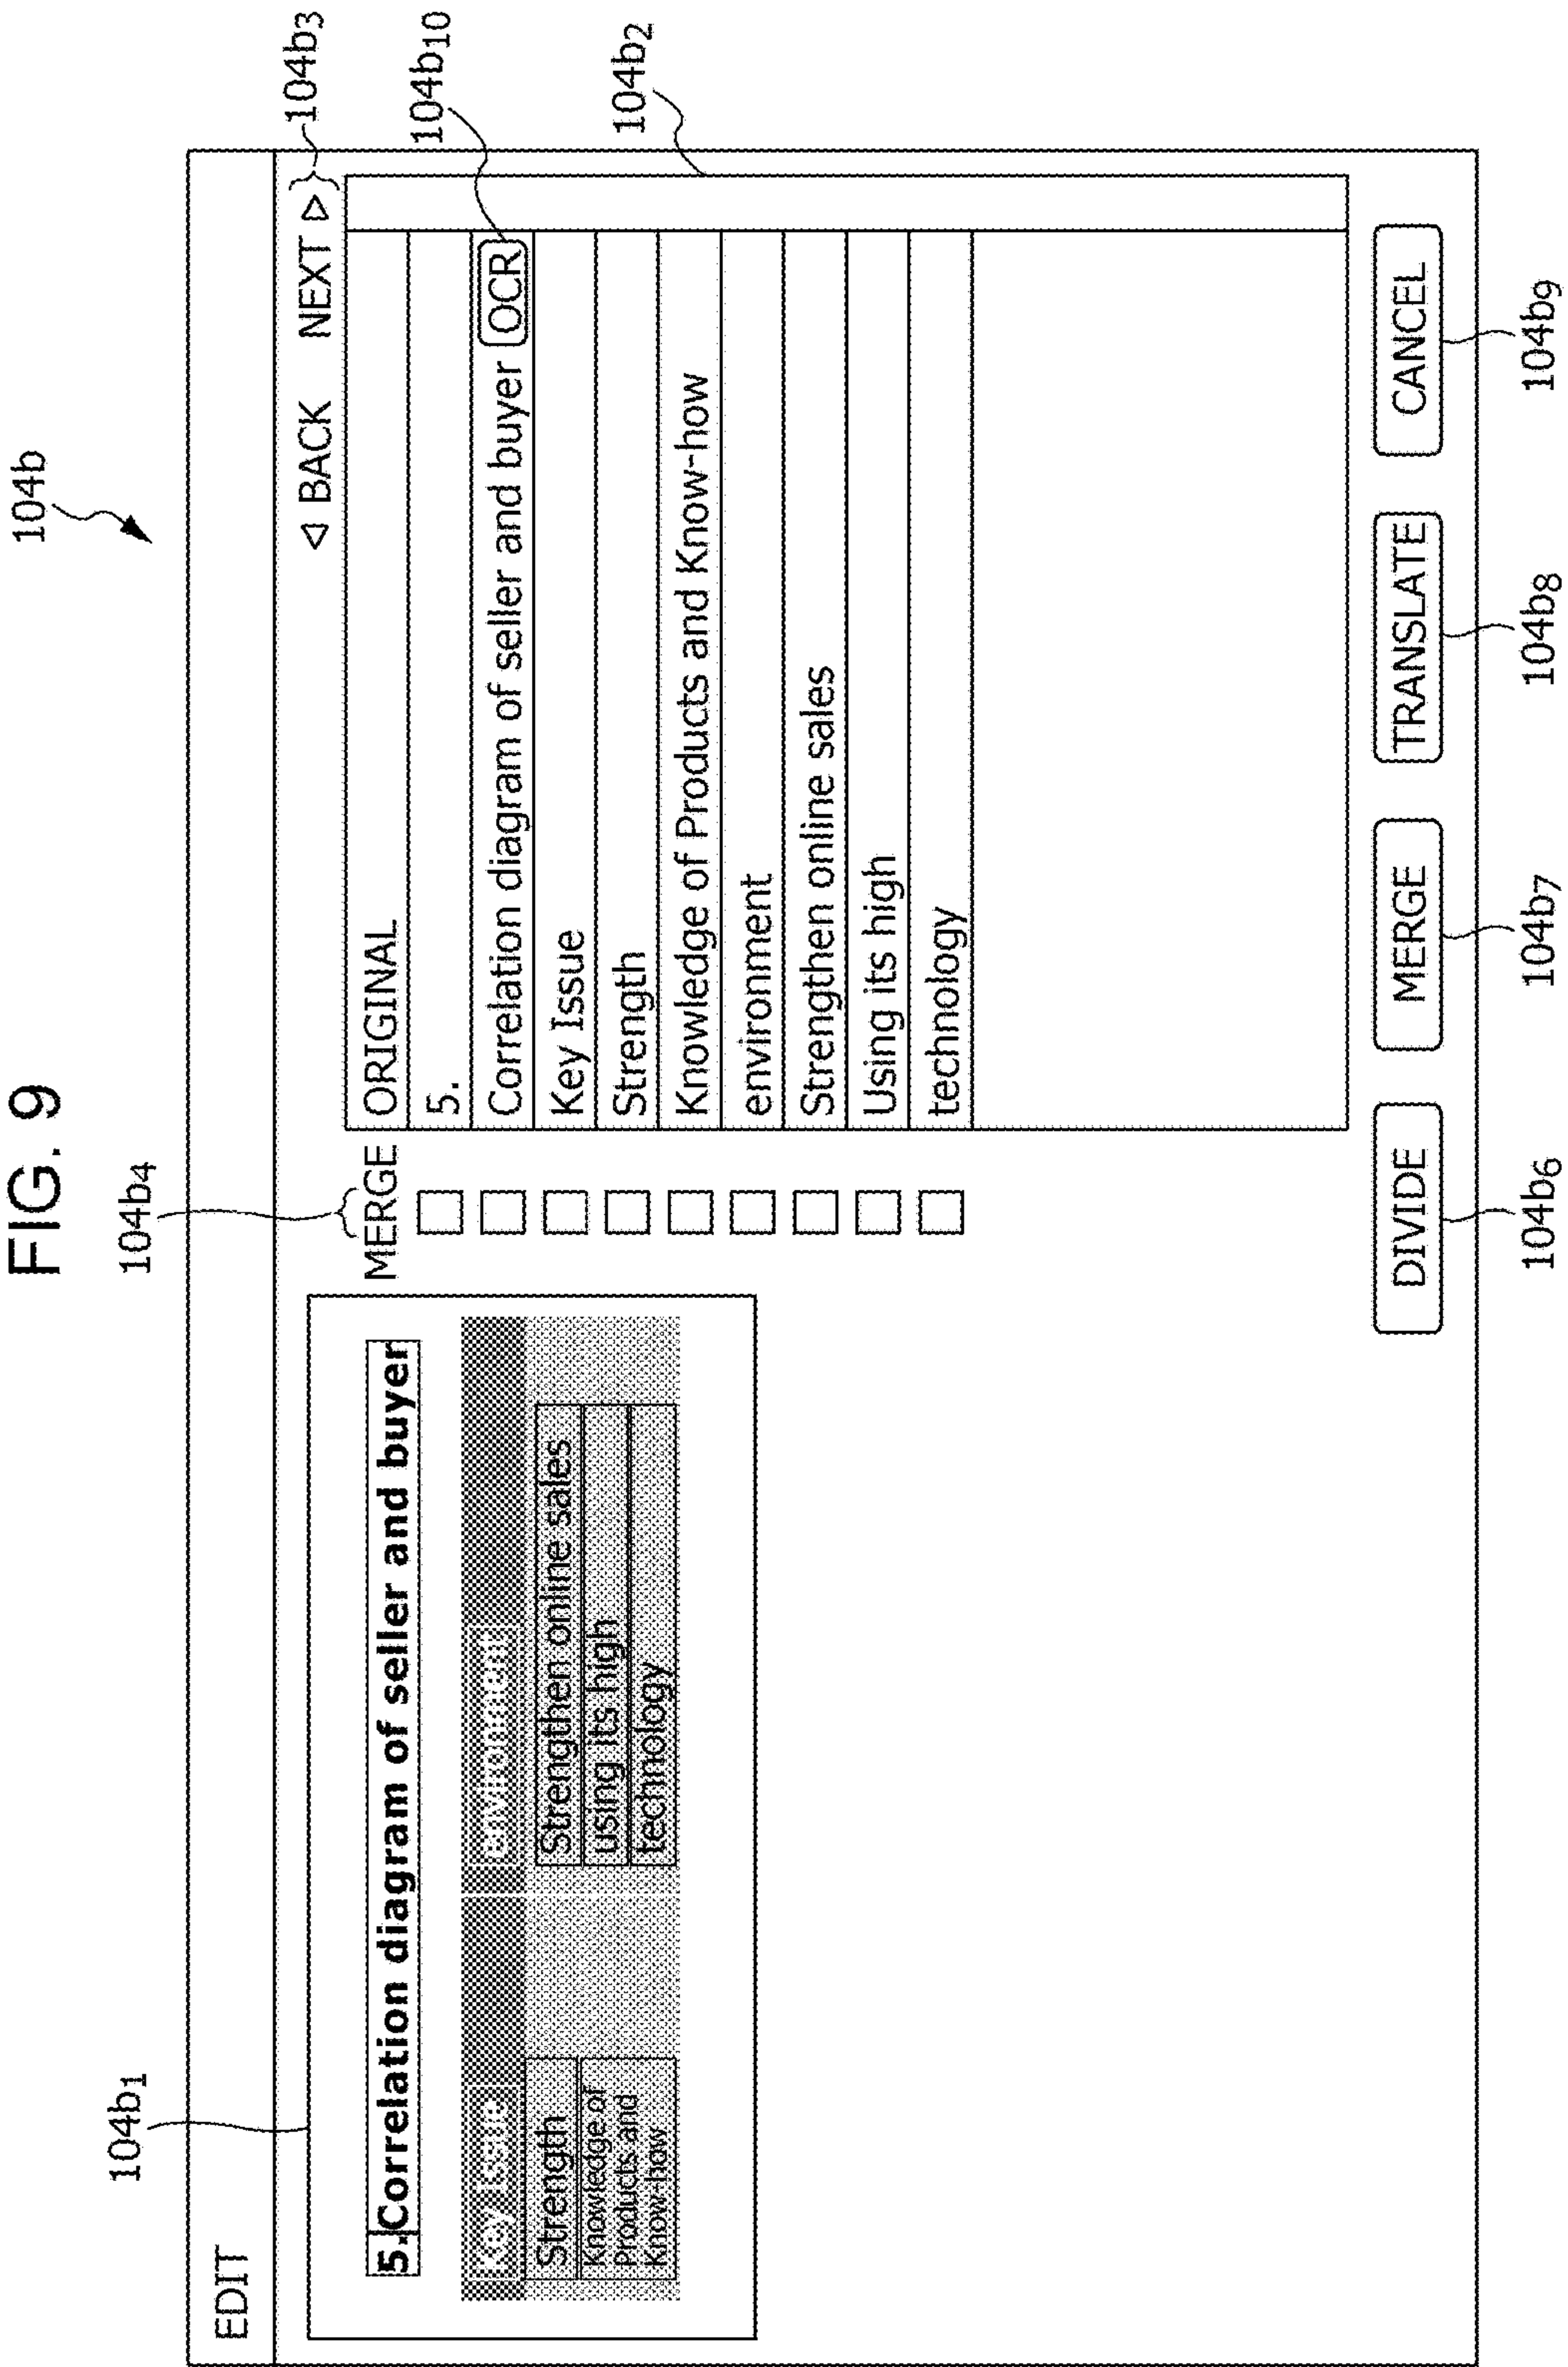 FIG. 9
104b
EDIT
104b1
5. Correlation diagram of seller and buyer
Key Issue
environment
Strength
Knowledge of
Products and
Know-how
Strengthen online sales
using its high
technology
104b4
MERGE
◁ BACK NEXT ▷
104b3
ORIGINAL
5.
Correlation diagram of seller and buyer OCR
104b10
Key Issue
Strength
Knowledge of Products and Know-how
environment
Strengthen online sales
Using its high
technology
104b2
DIVIDE
MERGE
TRANSLATE
CANCEL
104b6
104b7
104b8
104b9